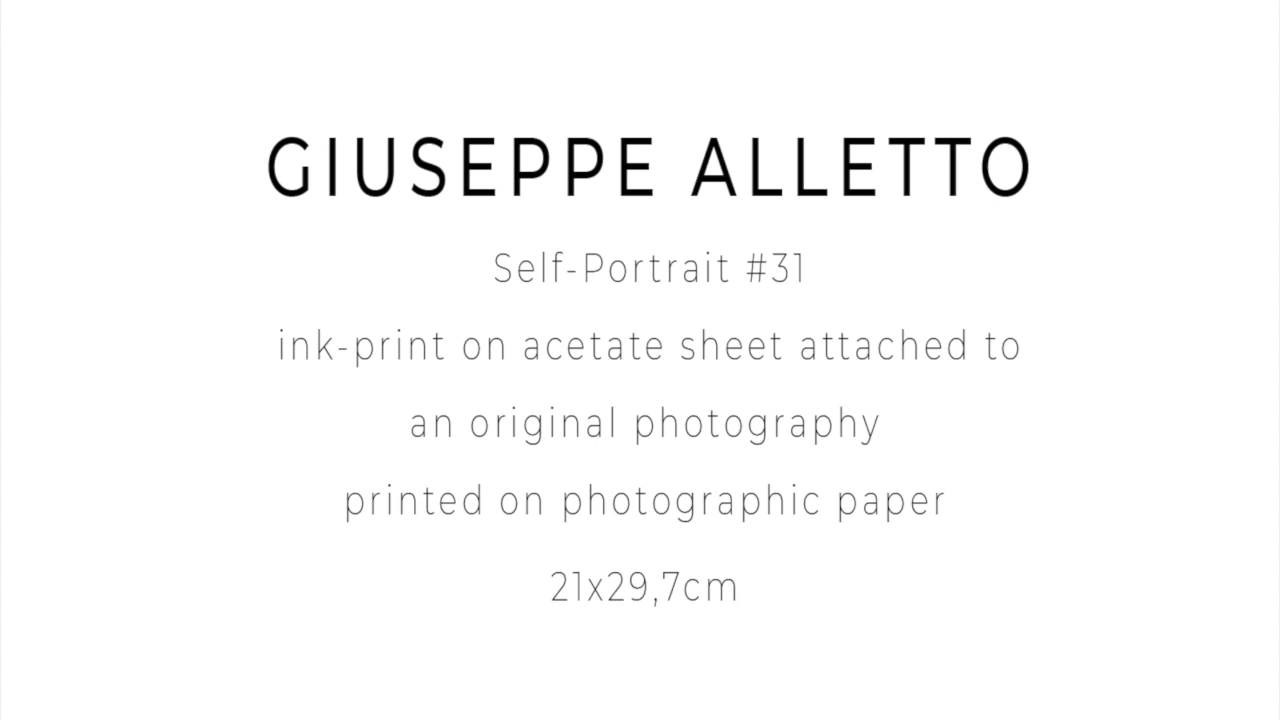 GIUSEPPE ALLETTO
Self-Portrait #31
ink-print on acetate sheet attached to
an original photography
printed on photographic paper
21x29,7cm